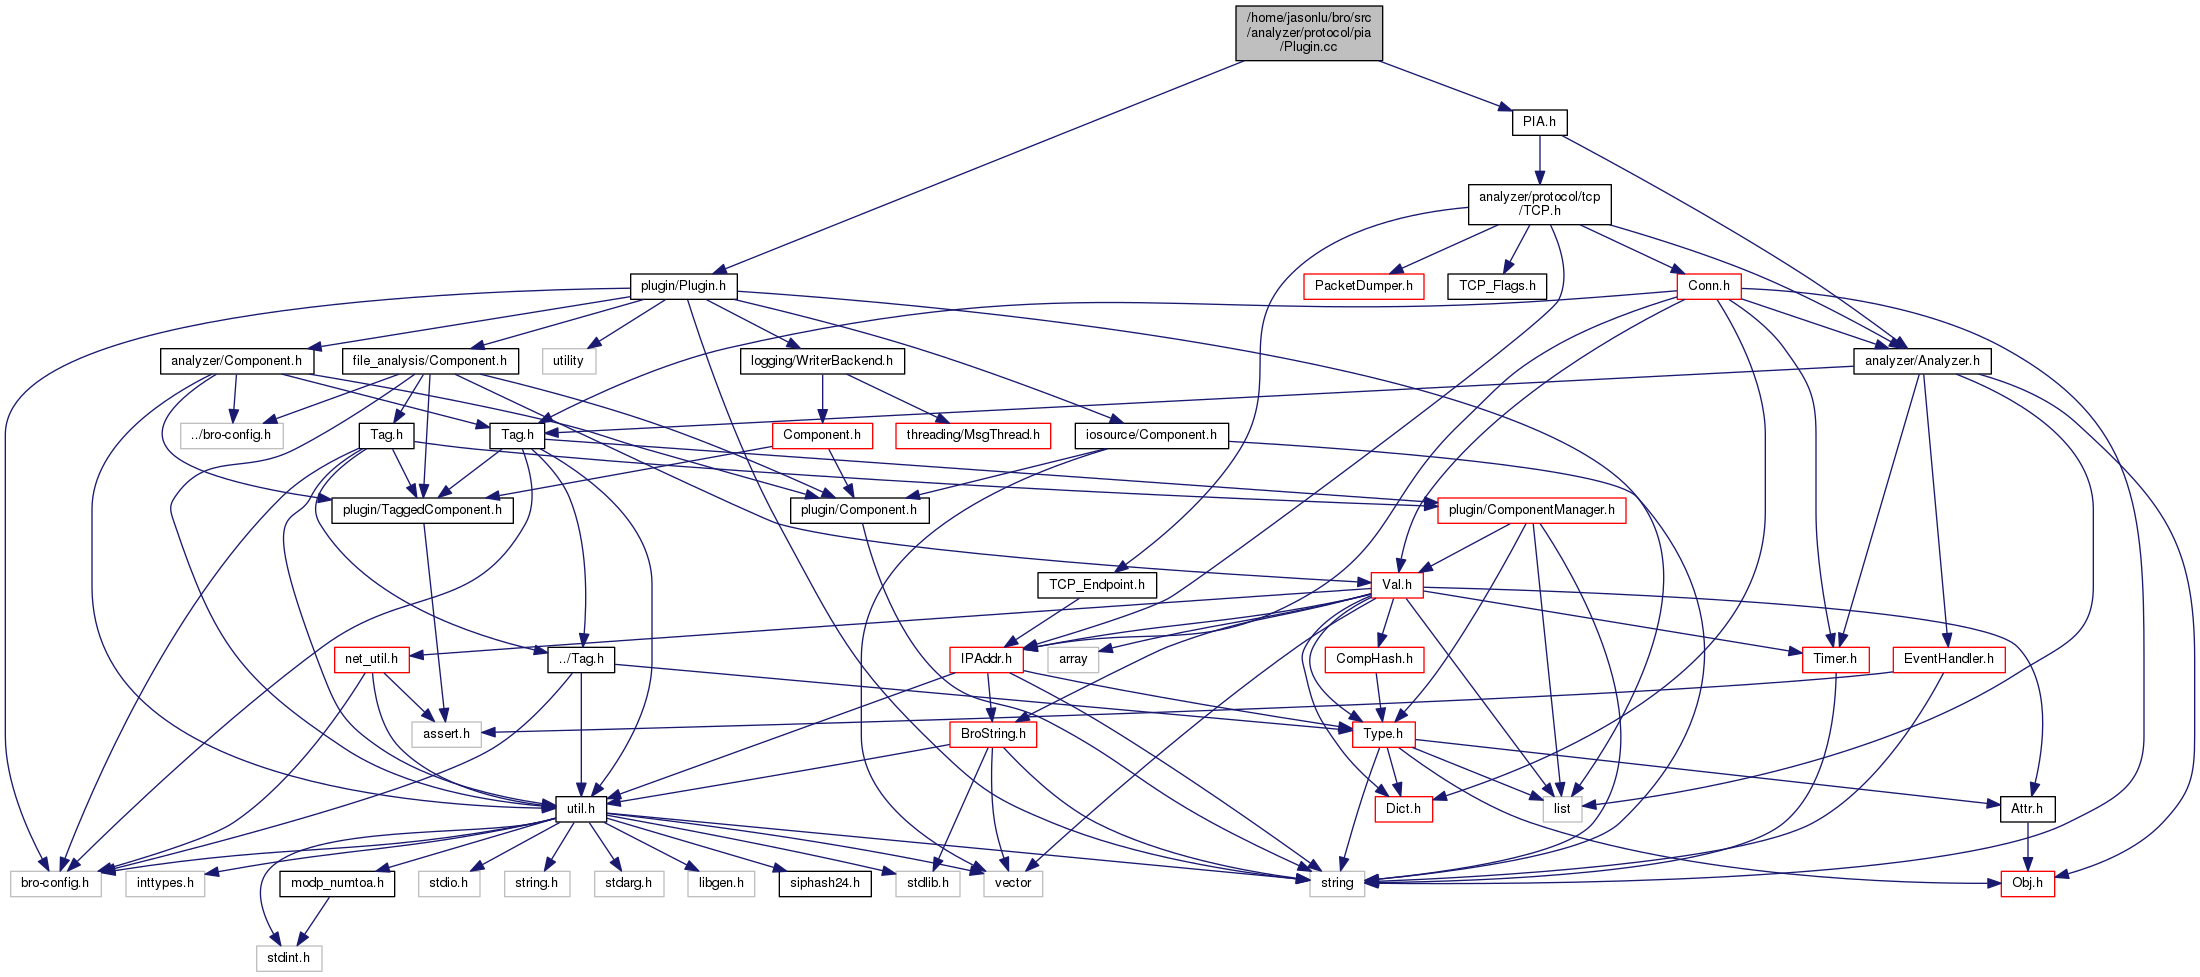 /home/jasonlu/bro/src
/analyzer/protocol/pia
/Plugin.cc
PIA.h
analyzer/protocol/tcp
/TCP.h
plugin/Plugin.h
PacketDumper.h
TCP_Flags.h
Conn.h
analyzer/Component.h
file_analysis/Component.h
utility
logging/WriterBackend.h
analyzer/Analyzer.h
../bro-config.h
Tag.h
Tag.h
Component.h
threading/MsgThread.h
iosource/Component.h
plugin/TaggedComponent.h
plugin/Component.h
plugin/ComponentManager.h
TCP_Endpoint.h
Val.h
net_util.h
../Tag.h
IPAddr.h
array
CompHash.h
Timer.h
EventHandler.h
assert.h
BroString.h
Type.h
util.h
Dict.h
list
Attr.h
bro-config.h
inttypes.h
modp_numtoa.h
stdio.h
string.h
stdarg.h
libgen.h
siphash24.h
stdlib.h
vector
string
Obj.h
stdint.h